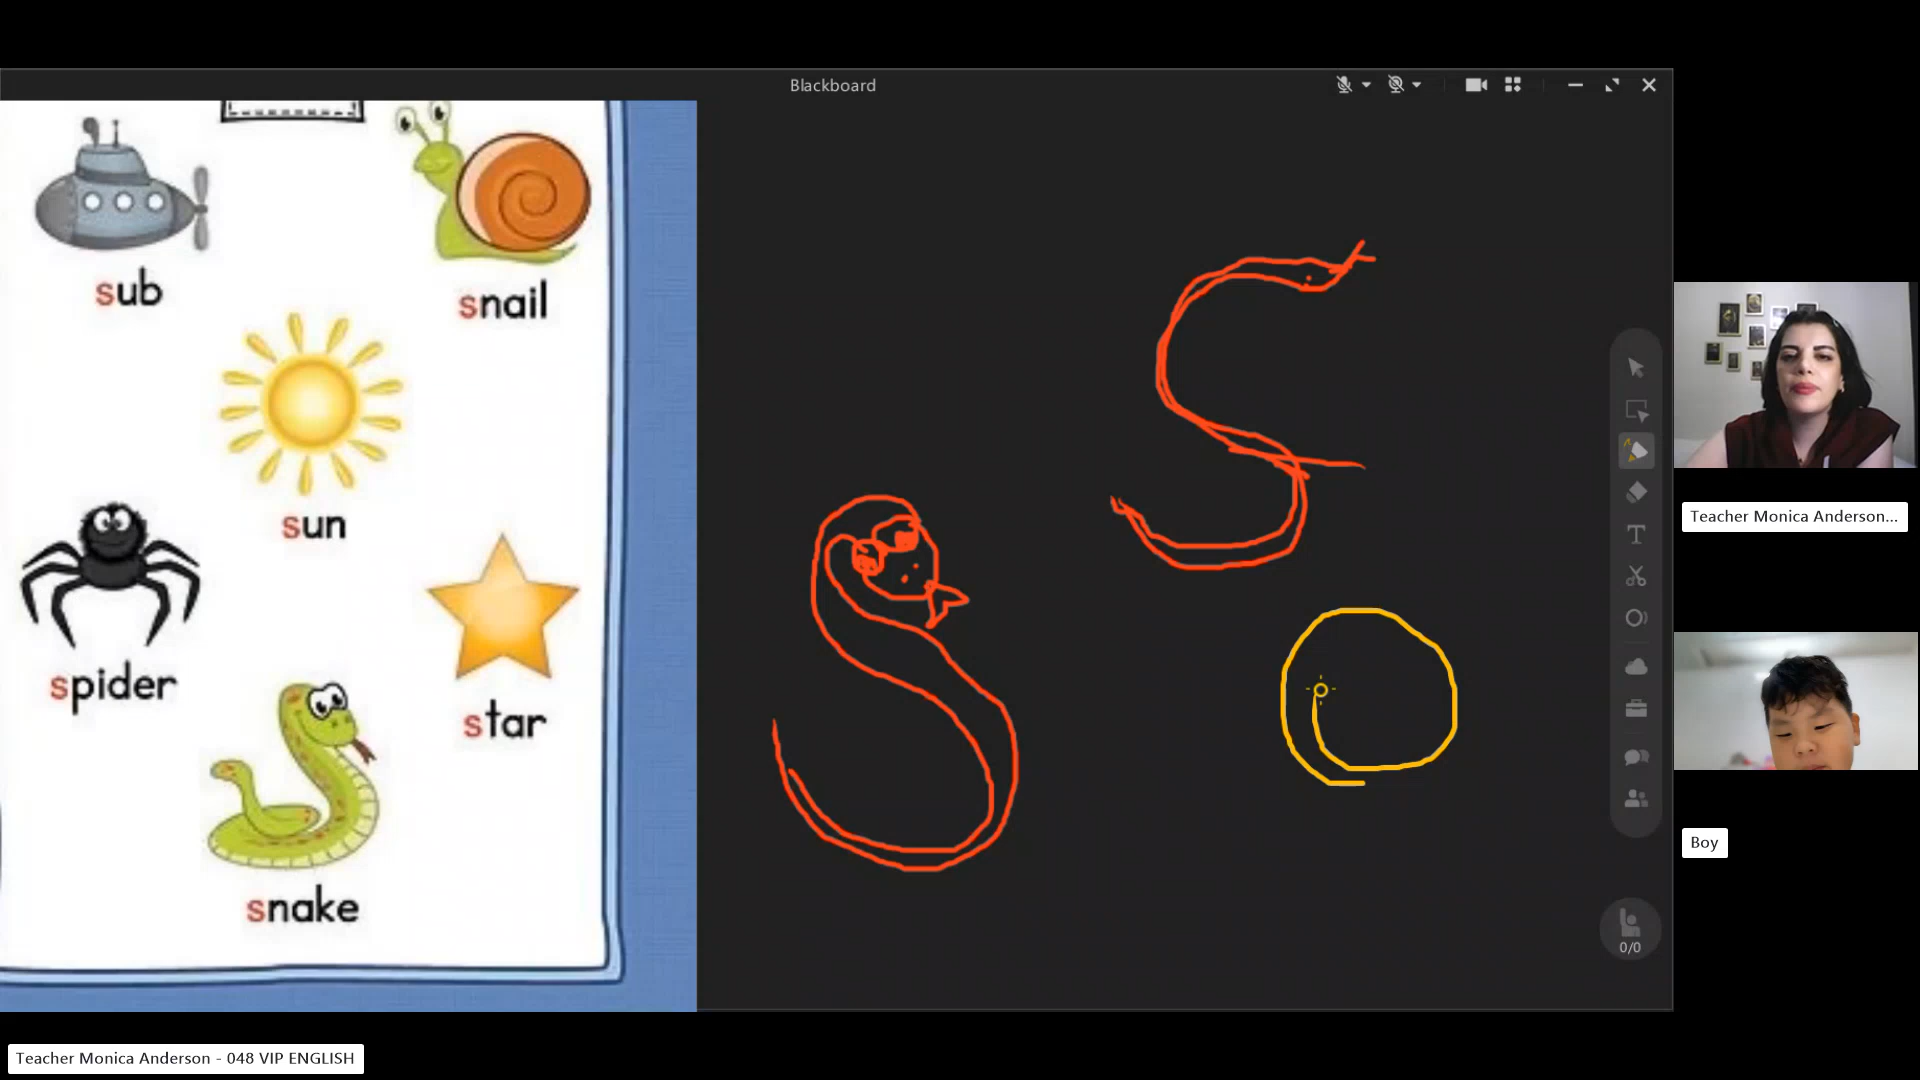 Blackboard
sub
snail
sun
spider
star
snake
Teacher Monica Anderson...
Boy
0/0
Teacher Monica Anderson - 048 VIP ENGLISH